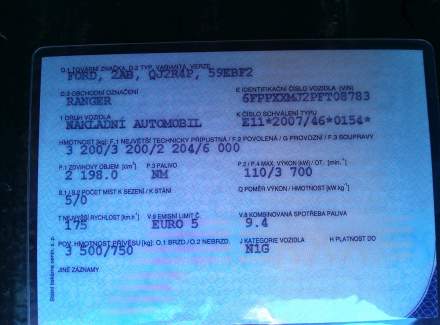 D.1 TOVÁRNÍ ZNAČKA, D.2 TYP, VARIANTA, VERZE
FORD, 2AB, QJ2R4P, 59EBF2
D.3 OBCHODNÍ OZNAČENÍ E IDENTIFIKAČNÍ ČÍSLO VOZIDLA (VIN)
RANGER 6FPPXXMJ2PFT08783
J DRUH VOZIDLA K ČÍSLO SCHVÁLENÍ TYPU
NÁKLADNÍ AUTOMOBIL E11*2007/46*0154*
HMOTNOST [kg]: F.1 NEJVĚTŠÍ TECHNICKY PŘÍPUSTNÁ / F.2 POVOLENÁ / G PROVOZNÍ / F.3 SOUPRAVY
3 200/3 200/2 204/6 000
P.1 ZDVIHOVÝ OBJEM [cm³] P.3 PALIVO P.2 / P.4 MAX. VÝKON [kW] / OT. [min.⁻¹]
2 198.0 NM 110/3 700
S.1 / S.2 POČET MÍST K SEZENÍ / K STÁNÍ Q POMĚR VÝKON / HMOTNOST [kW.kg⁻¹]
5/0
T NEJVYŠŠÍ RYCHLOST [km.h⁻¹] V.9 EMISNÍ LIMIT Č. V.8 KOMBINOVANÁ SPOTŘEBA PALIVA
175 EURO 5 9.4
POV. HMOTNOST PŘÍVĚSU [kg]: O.1 BRZD. / O.2 NEBRZD. J KATEGORIE VOZIDLA H PLATNOST DO
3 500/750 N1G
JINÉ ZÁZNAMY